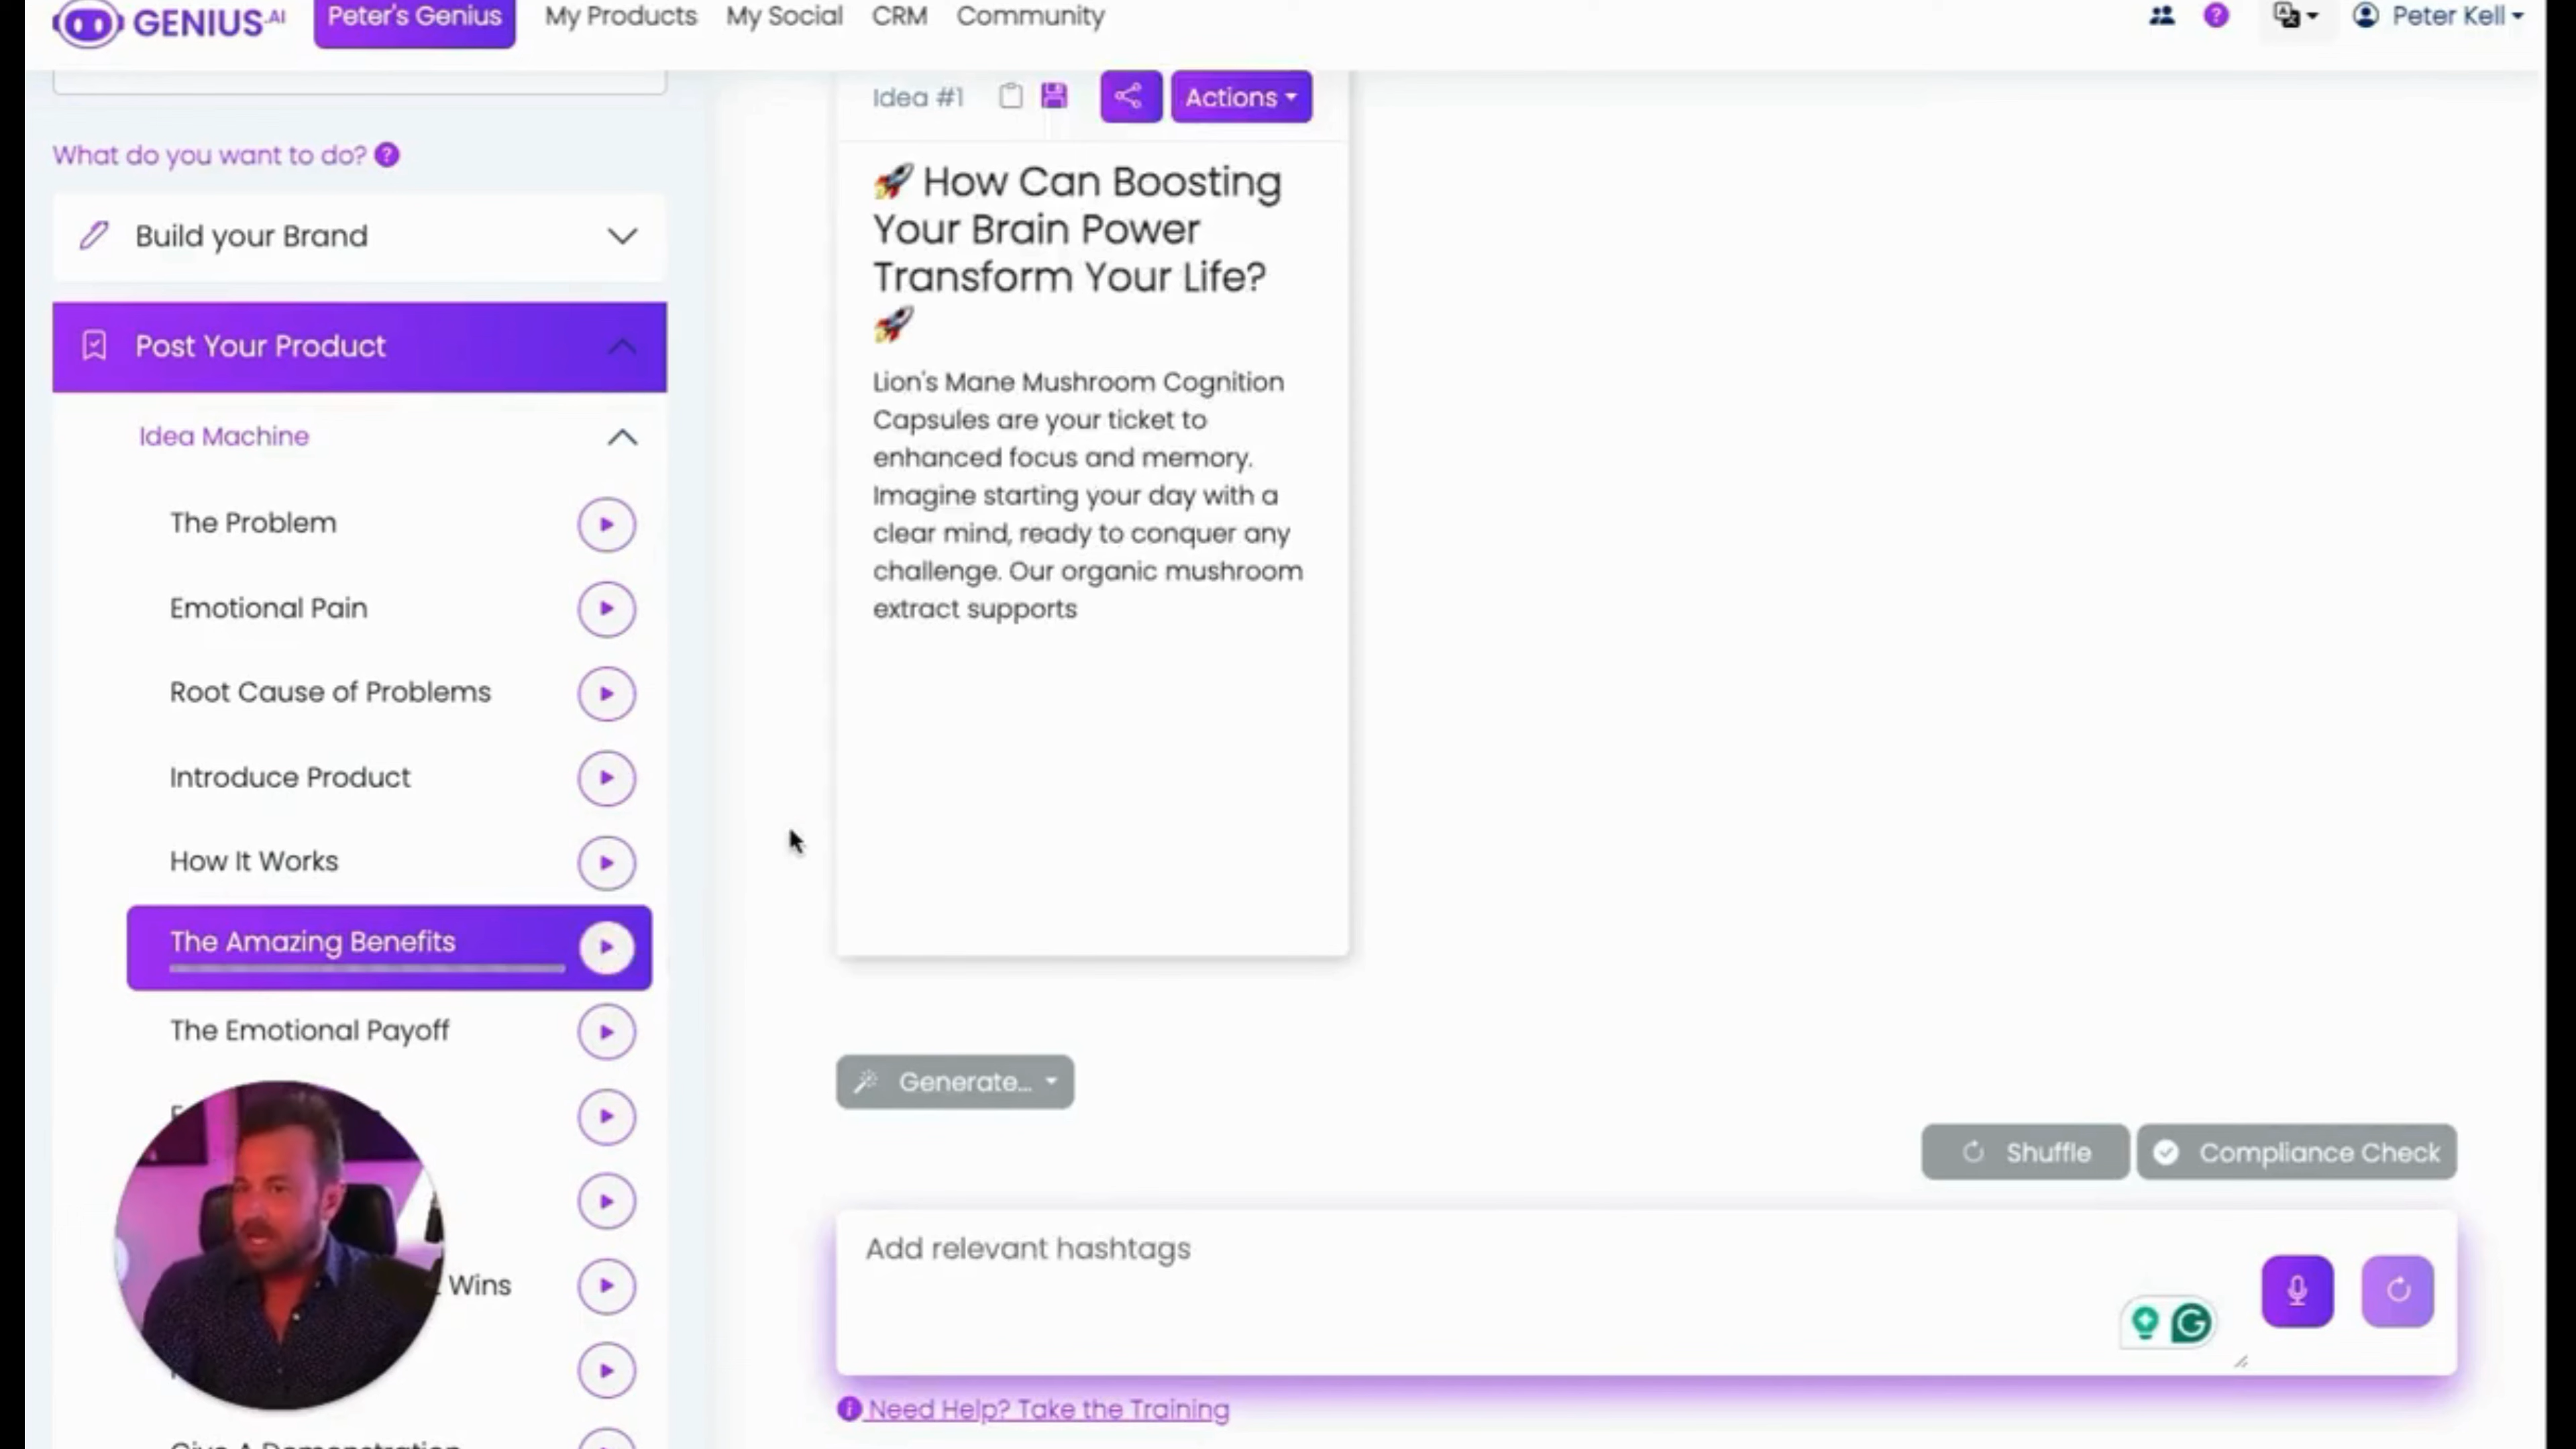 GENIUS.AI
Peter's Genius
My Products
My Social
CRM
Community
Peter Kell
What do you want to do?
Build your Brand
Post Your Product
Idea Machine
The Problem
Emotional Pain
Root Cause of Problems
Introduce Product
How It Works
The Amazing Benefits
The Emotional Payoff
Wins
Give A Demonstration
Idea #1
Actions
🚀 How Can Boosting
Your Brain Power
Transform Your Life?
🚀
Lion's Mane Mushroom Cognition
Capsules are your ticket to
enhanced focus and memory.
Imagine starting your day with a
clear mind, ready to conquer any
challenge. Our organic mushroom
extract supports
Generate...
Shuffle
Compliance Check
Add relevant hashtags
Need Help? Take the Training